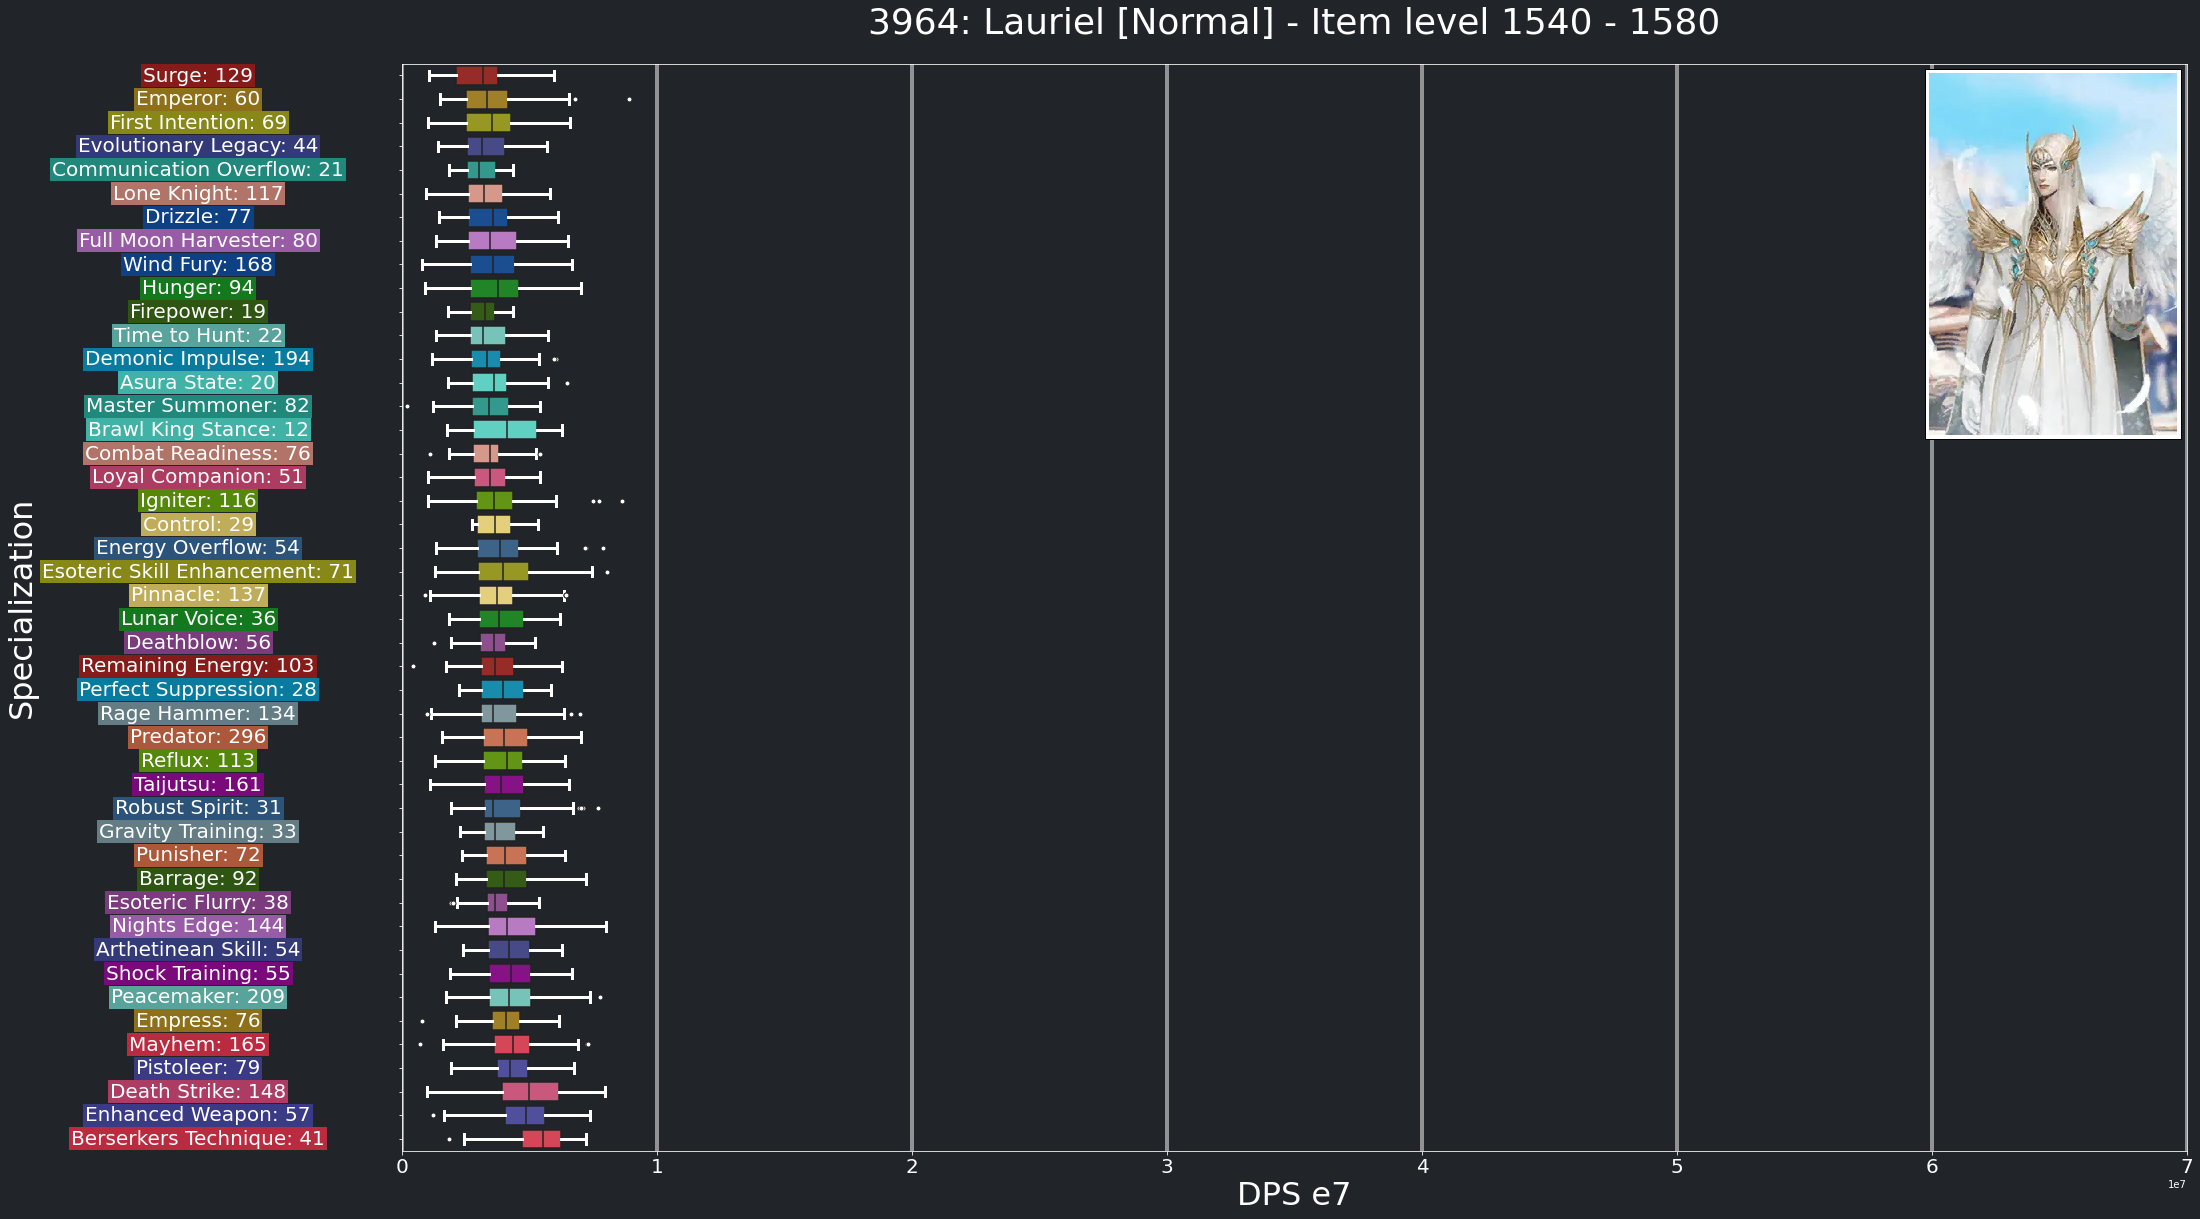 3964: Lauriel [Normal] - Item level 1540 - 1580
Specialization
Surge: 129
Emperor: 60
First Intention: 69
Evolutionary Legacy: 44
Communication Overflow: 21
Lone Knight: 117
Drizzle: 77
Full Moon Harvester: 80
Wind Fury: 168
Hunger: 94
Firepower: 19
Time to Hunt: 22
Demonic Impulse: 194
Asura State: 20
Master Summoner: 82
Brawl King Stance: 12
Combat Readiness: 76
Loyal Companion: 51
Igniter: 116
Control: 29
Energy Overflow: 54
Esoteric Skill Enhancement: 71
Pinnacle: 137
Lunar Voice: 36
Deathblow: 56
Remaining Energy: 103
Perfect Suppression: 28
Rage Hammer: 134
Predator: 296
Reflux: 113
Taijutsu: 161
Robust Spirit: 31
Gravity Training: 33
Punisher: 72
Barrage: 92
Esoteric Flurry: 38
Nights Edge: 144
Arthetinean Skill: 54
Shock Training: 55
Peacemaker: 209
Empress: 76
Mayhem: 165
Pistoleer: 79
Death Strike: 148
Enhanced Weapon: 57
Berserkers Technique: 41
0 1 2 3 4 5 6 7
1e7
DPS e7